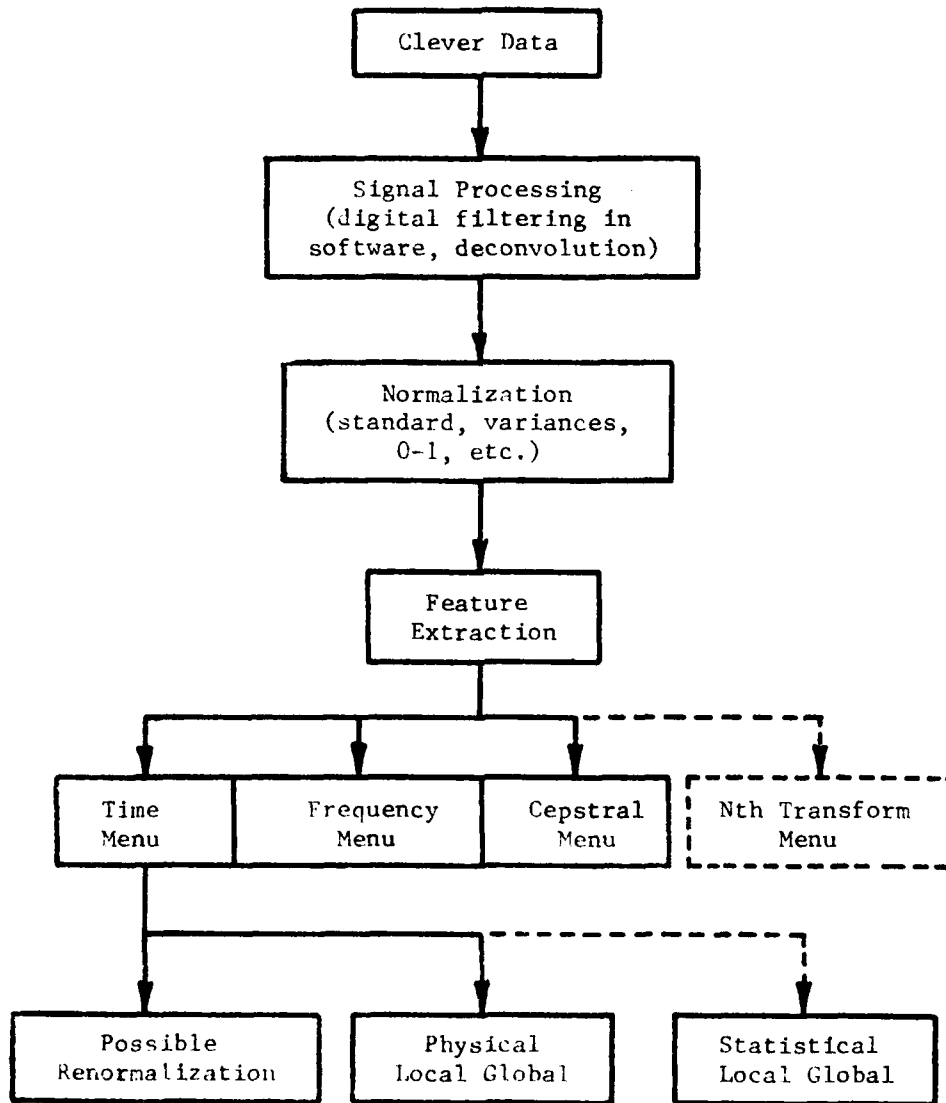 Clever Data
Signal Processing
(digital filtering in
software, deconvolution)
Normalization
(standard, variances,
0-1, etc.)
Feature
Extraction
Time
Menu
Frequency
Menu
Cepstral
Menu
Nth Transform
Menu
Possible
Renormalization
Physical
Local Global
Statistical
Local Global